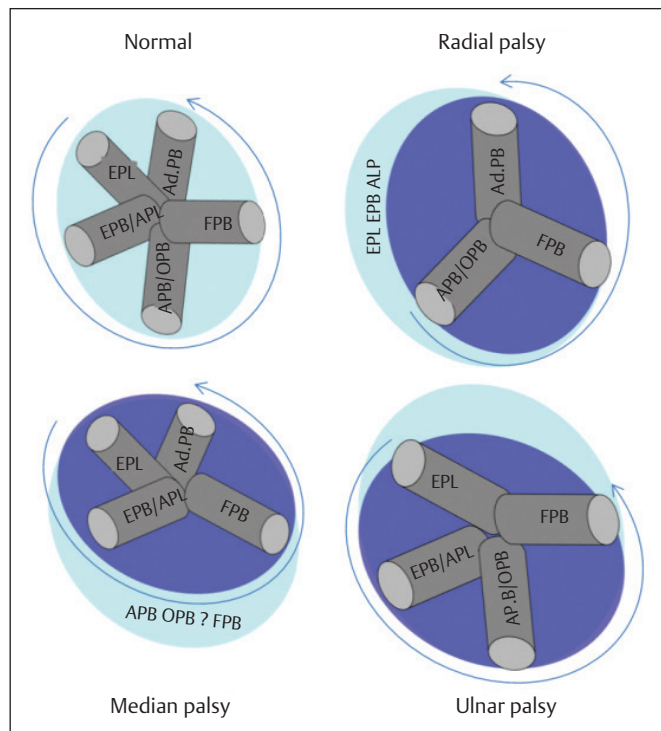 Normal
Radial palsy
EPL
Ad.PB
EPB/APL
FPB
APB/OPB
EPL EPB ALP
Ad.PB
APB/OPB
FPB
EPL
Ad.PB
EPB/APL
FPB
APB OPB ? FPB
EPL
FPB
EPB/APL
AP.B/OPB
Median palsy
Ulnar palsy